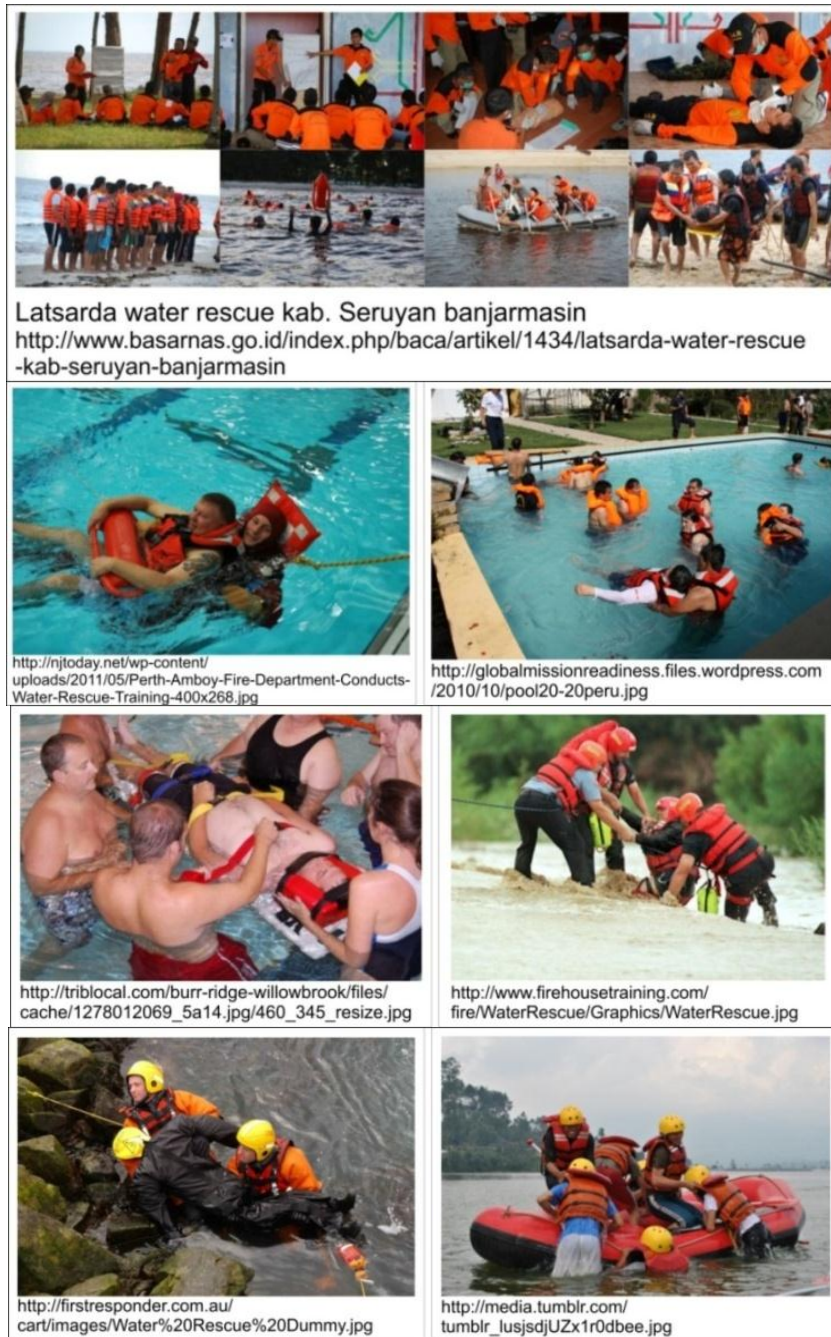 Latsarda water rescue kab. Seruyan banjarmasin
http://www.basarnas.go.id/index.php/baca/artikel/1434/latsarda-water-rescue
-kab-seruyan-banjarmasin
http://njtoday.net/wp-content/
uploads/2011/05/Perth-Amboy-Fire-Department-Conducts-
Water-Rescue-Training-400x268.jpg
http://globalmissionreadiness.files.wordpress.com
/2010/10/pool20-20peru.jpg
http://triblocal.com/burr-ridge-willowbrook/files/
cache/1278012069_5a14.jpg/460_345_resize.jpg
http://www.firehousetraining.com/
fire/WaterRescue/Graphics/WaterRescue.jpg
http://firstresponder.com.au/
cart/images/Water%20Rescue%20Dummy.jpg
http://media.tumblr.com/
tumblr_lusjsdjUZx1r0dbee.jpg